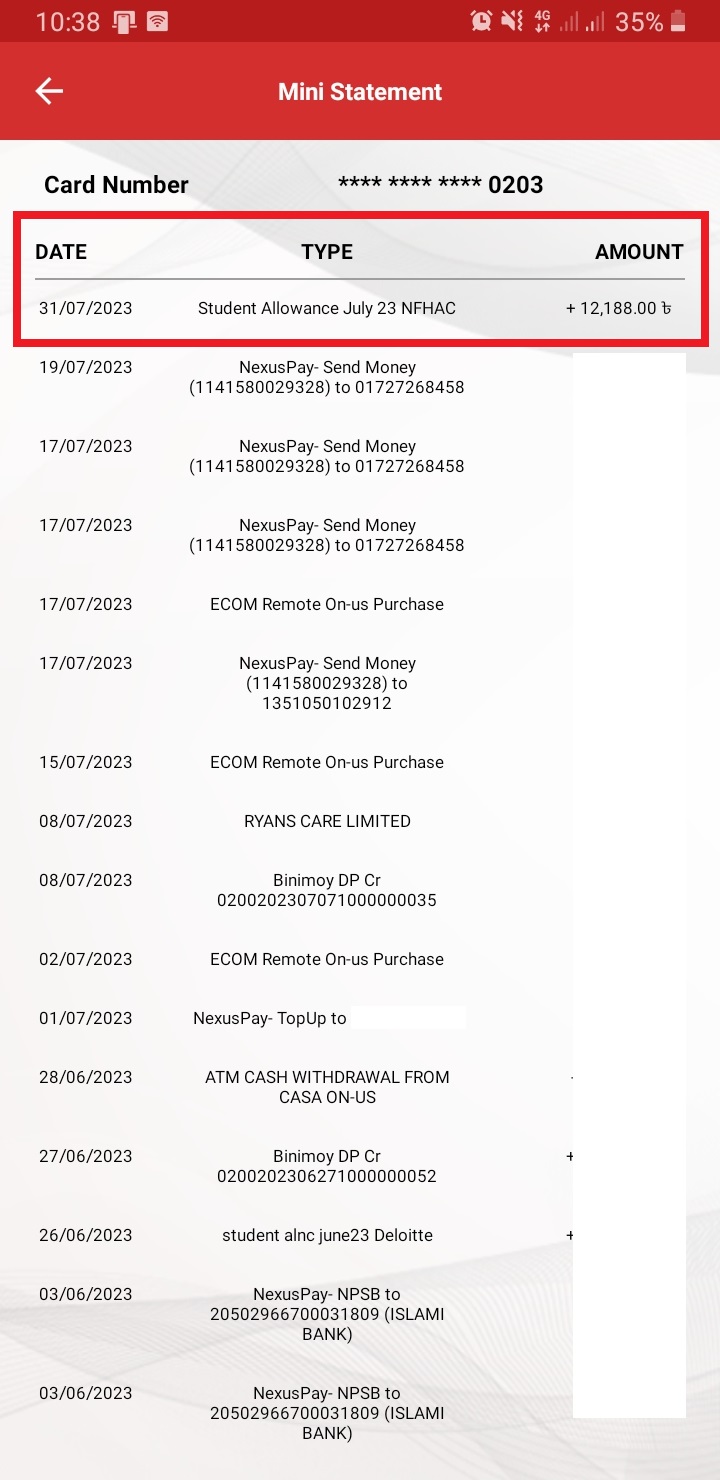 10:38 4G 35%
Mini Statement
Card Number **** **** **** 0203
DATE TYPE AMOUNT
31/07/2023 Student Allowance July 23 NFHAC + 12,188.00 ৳
19/07/2023 NexusPay- Send Money
(1141580029328) to 01727268458
17/07/2023 NexusPay- Send Money
(1141580029328) to 01727268458
17/07/2023 NexusPay- Send Money
(1141580029328) to 01727268458
17/07/2023 ECOM Remote On-us Purchase
17/07/2023 NexusPay- Send Money
(1141580029328) to
1351050102912
15/07/2023 ECOM Remote On-us Purchase
08/07/2023 RYANS CARE LIMITED
08/07/2023 Binimoy DP Cr
0200202307071000000035
02/07/2023 ECOM Remote On-us Purchase
01/07/2023 NexusPay- TopUp to
28/06/2023 ATM CASH WITHDRAWAL FROM -
CASA ON-US
27/06/2023 Binimoy DP Cr +
0200202306271000000052
26/06/2023 student alnc june23 Deloitte +
03/06/2023 NexusPay- NPSB to
20502966700031809 (ISLAMI
BANK)
03/06/2023 NexusPay- NPSB to
20502966700031809 (ISLAMI
BANK)